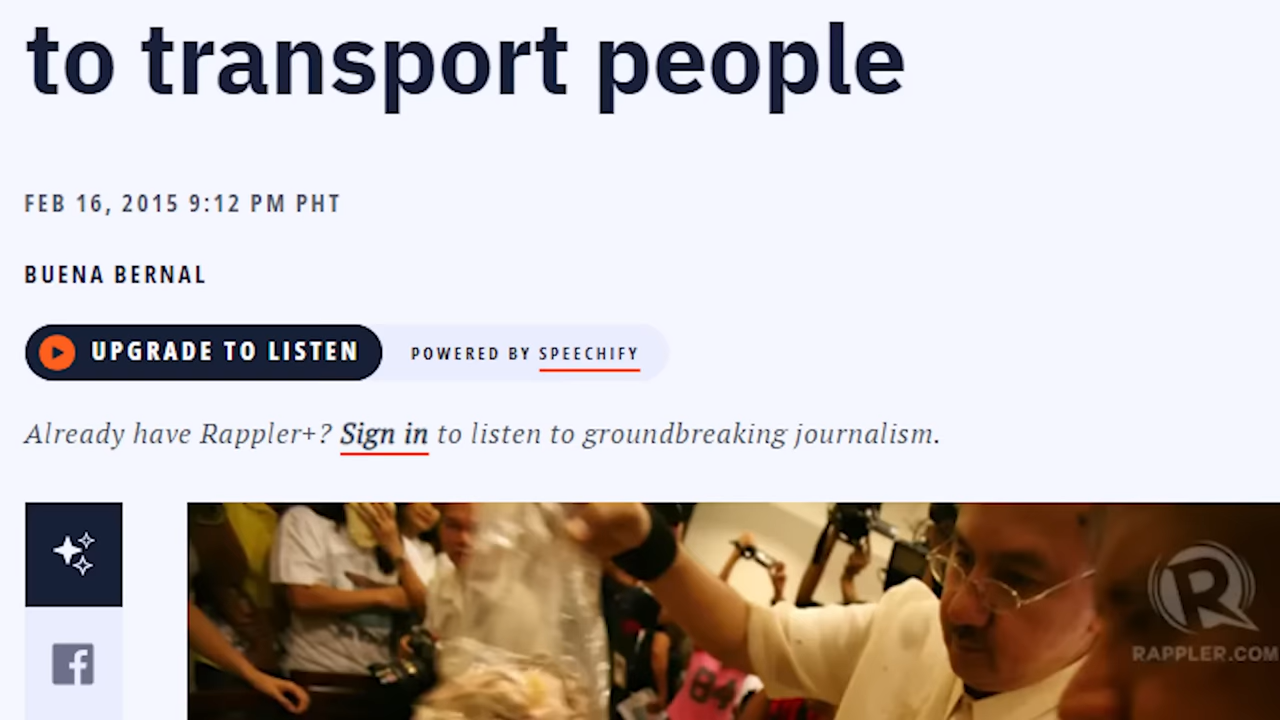 to transport people
FEB 16, 2015 9:12 PM PHT
BUENA BERNAL
UPGRADE TO LISTEN
POWERED BY SPEECHIFY
Already have Rappler+? Sign in to listen to groundbreaking journalism.
84
R
RAPPLER.COM